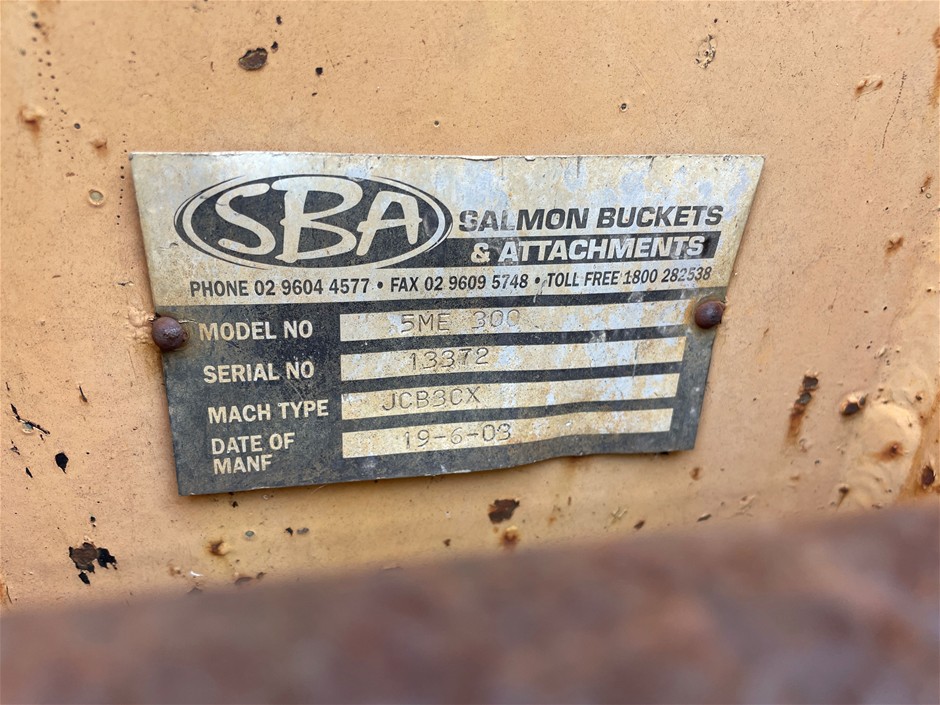 SBA
SALMON BUCKETS
& ATTACHMENTS
PHONE 02 9604 4577 • FAX 02 9609 5748 • TOLL FREE 1800 282538
MODEL NO 5ME 300
SERIAL NO 13372
MACH TYPE JCB3CX
DATE OF
MANF 19-6-03